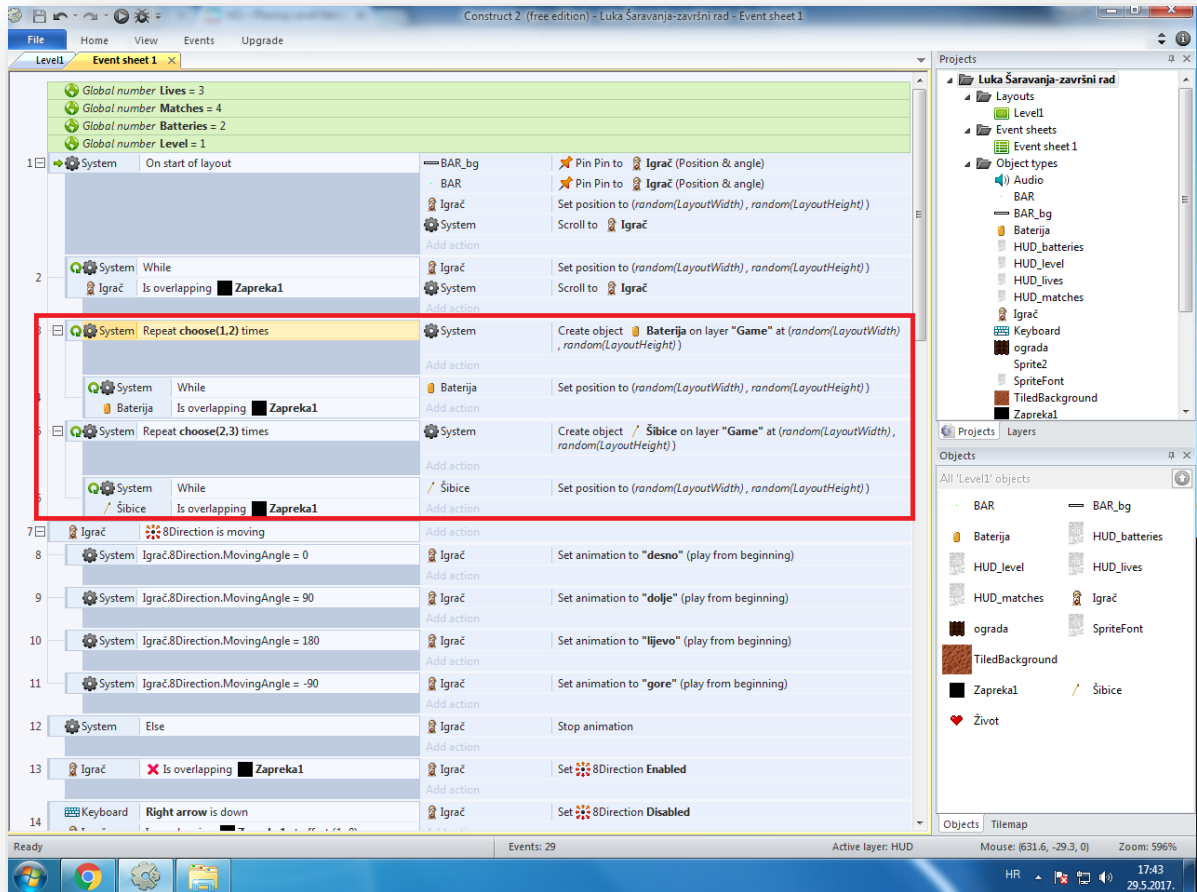 Construct 2 (free edition) - Luka Šaravanja-završni rad - Event sheet 1
File Home View Events Upgrade
Level1 Event sheet 1
Global number Lives = 3
Global number Matches = 4
Global number Batteries = 2
Global number Level = 1
1 System On start of layout BAR_bg Pin Pin to Igrač (Position & angle)
BAR Pin Pin to Igrač (Position & angle)
Igrač Set position to (random(LayoutWidth) , random(LayoutHeight) )
System Scroll to Igrač
Add action
2 System While Igrač Set position to (random(LayoutWidth) , random(LayoutHeight) )
Igrač Is overlapping Zapreka1 System Scroll to Igrač
Add action
3 System Repeat choose(1,2) times System Create object Baterija on layer "Game" at (random(LayoutWidth)
, random(LayoutHeight) )
Add action
System While Baterija Set position to (random(LayoutWidth) , random(LayoutHeight) )
Baterija Is overlapping Zapreka1 Add action
System Repeat choose(2,3) times System Create object Šibice on layer "Game" at (random(LayoutWidth) ,
random(LayoutHeight) )
Add action
System While Šibice Set position to (random(LayoutWidth) , random(LayoutHeight) )
Šibice Is overlapping Zapreka1 Add action
7 Igrač 8Direction is moving Add action
8 System Igrač.8Direction.MovingAngle = 0 Igrač Set animation to "desno" (play from beginning)
Add action
9 System Igrač.8Direction.MovingAngle = 90 Igrač Set animation to "dolje" (play from beginning)
Add action
10 System Igrač.8Direction.MovingAngle = 180 Igrač Set animation to "lijevo" (play from beginning)
Add action
11 System Igrač.8Direction.MovingAngle = -90 Igrač Set animation to "gore" (play from beginning)
Add action
12 System Else Igrač Stop animation
Add action
13 Igrač Is overlapping Zapreka1 Igrač Set 8Direction Enabled
Add action
14 Keyboard Right arrow is down Igrač Set 8Direction Disabled
Projects
Luka Šaravanja-završni rad
Layouts
Level1
Event sheets
Event sheet 1
Object types
Audio
BAR
BAR_bg
Baterija
HUD_batteries
HUD_level
HUD_lives
HUD_matches
Igrač
Keyboard
ograda
Sprite2
SpriteFont
TiledBackground
Zapreka1
Projects Layers
Objects
All 'Level1' objects
BAR BAR_bg
Baterija HUD_batteries
HUD_level HUD_lives
HUD_matches Igrač
ograda SpriteFont
TiledBackground
Zapreka1 Šibice
Život
Objects Tilemap
Ready Events: 29 Active layer: HUD Mouse: (631.6, -29.3, 0) Zoom: 596%
HR 17:43
29.5.2017.